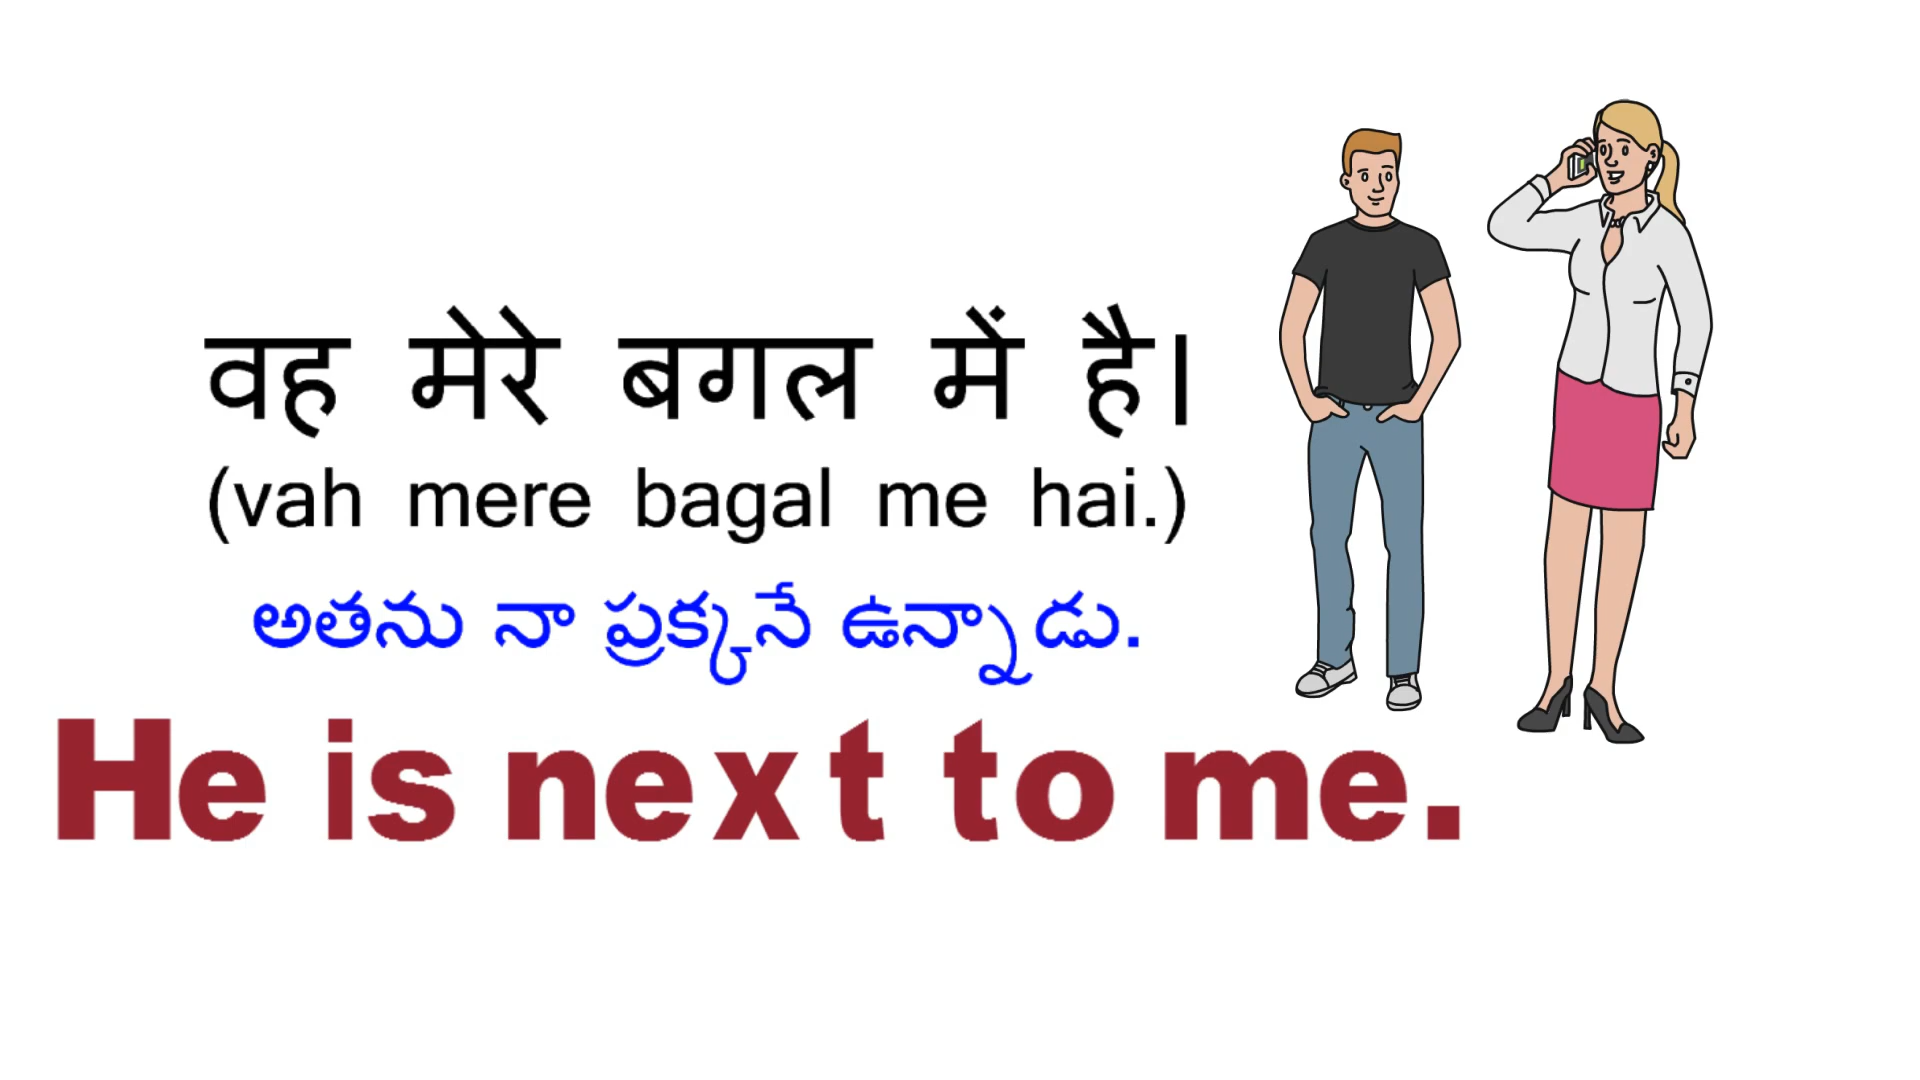 वह मेरे बगल में है।
(vah mere bagal me hai.)
అతను నా ప్రక్కనే ఉన్నాడు.
He is next to me.